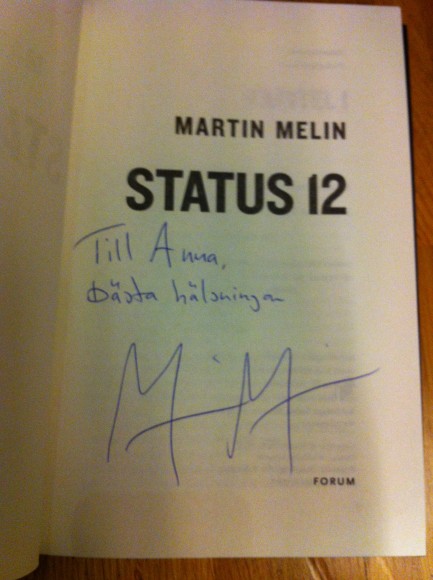 MARTIN MELIN
STATUS 12
Till Anna,
Bästa hälsningar
FORUM